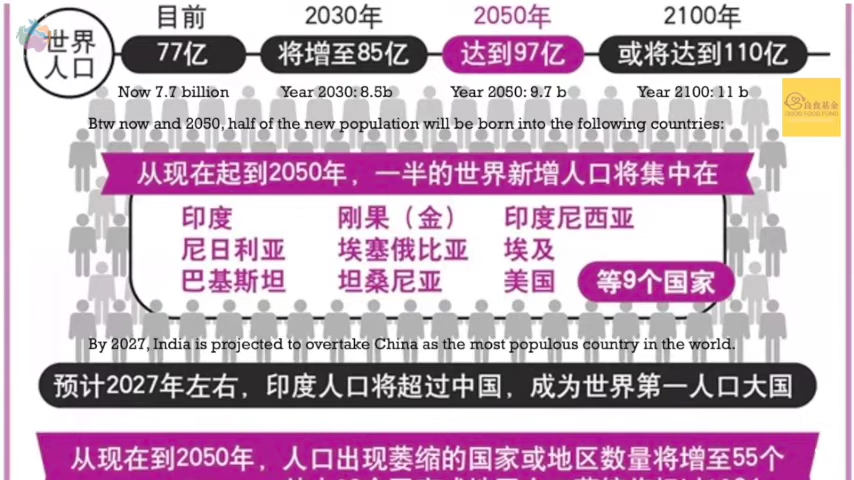 世界
人口
目前
2030年
2050年
2100年
77亿
将增至85亿
达到97亿
或将达到110亿
Now 7.7 billion
Year 2030: 8.5b
Year 2050: 9.7 b
Year 2100: 11 b
良食基金
GOOD FOOD FUND
Btw now and 2050, half of the new population will be born into the following countries:
从现在起到2050年，一半的世界新增人口将集中在
印度 刚果（金） 印度尼西亚
尼日利亚 埃塞俄比亚 埃及
巴基斯坦 坦桑尼亚 美国 等9个国家
By 2027, India is projected to overtake China as the most populous country in the world.
预计2027年左右，印度人口将超过中国，成为世界第一人口大国
从现在到2050年，人口出现萎缩的国家或地区数量将增至55个